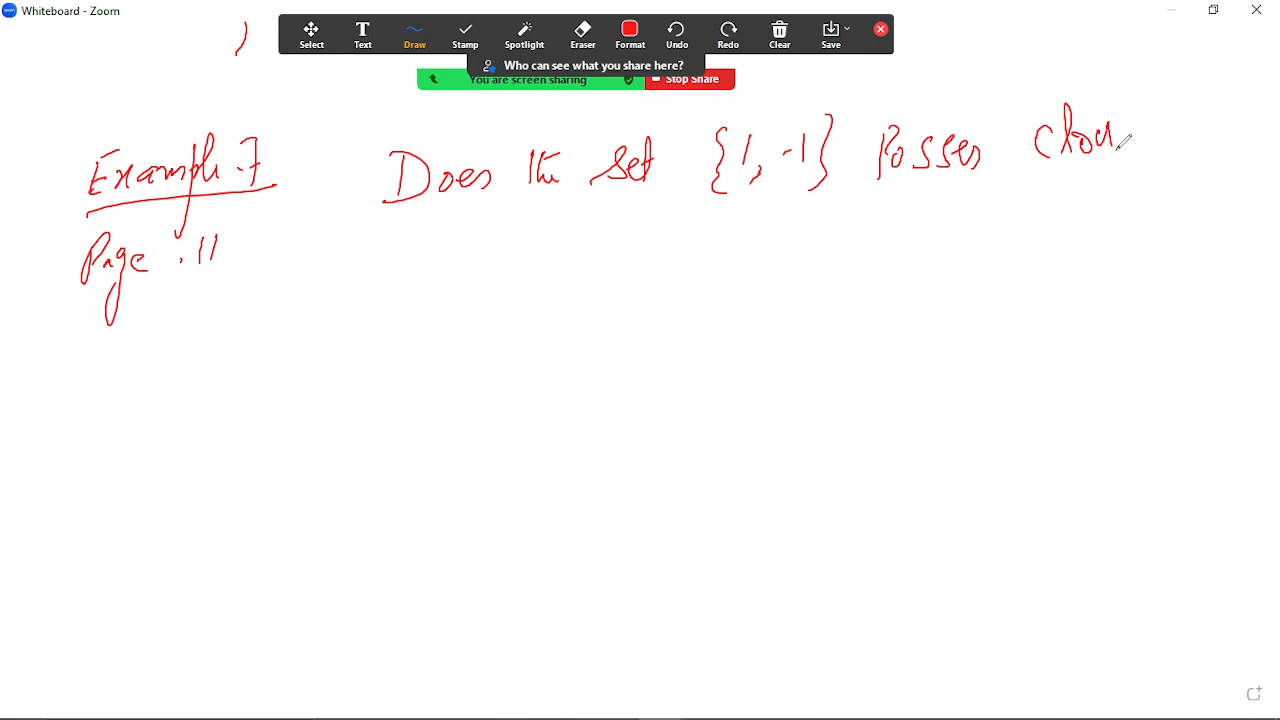 Whiteboard - Zoom
Select Text Draw Stamp Spotlight Eraser Format Undo Redo Clear Save
Who can see what you share here?
You are screen sharing Stop Share
Example.7 Does the set {1, -1} Posses
Page . 11